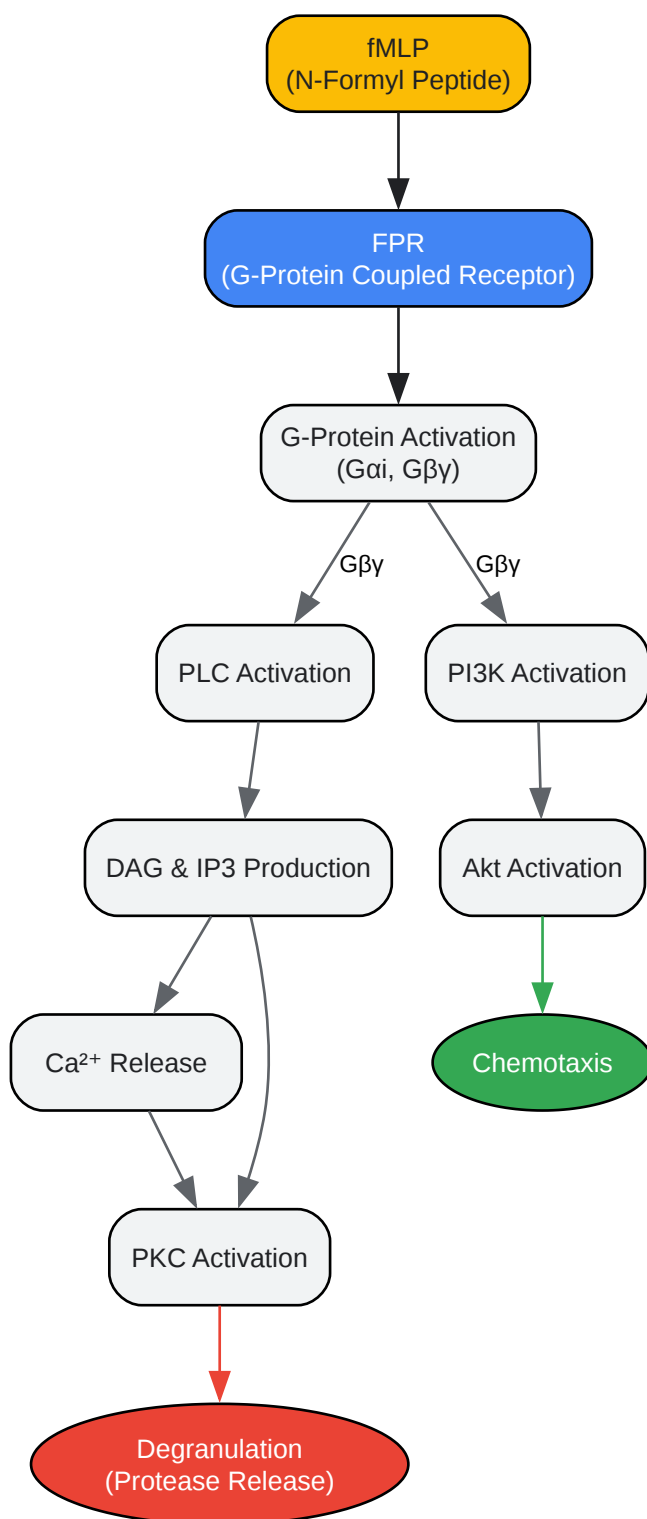 fMLP
(N-Formyl Peptide)
FPR
(G-Protein Coupled Receptor)
G-Protein Activation
(Gαi, Gβγ)
Gβγ
Gβγ
PLC Activation
PI3K Activation
DAG & IP3 Production
Akt Activation
Ca²⁺ Release
Chemotaxis
PKC Activation
Degranulation
(Protease Release)